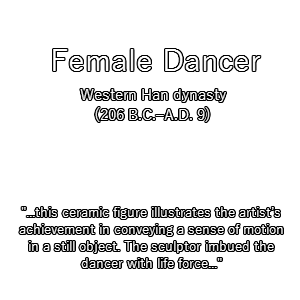 Female Dancer
Western Han dynasty
(206 B.C.–A.D. 9)
"...this ceramic figure illustrates the artist's
achievement in conveying a sense of motion
in a still object. The sculptor imbued the
dancer with life force..."